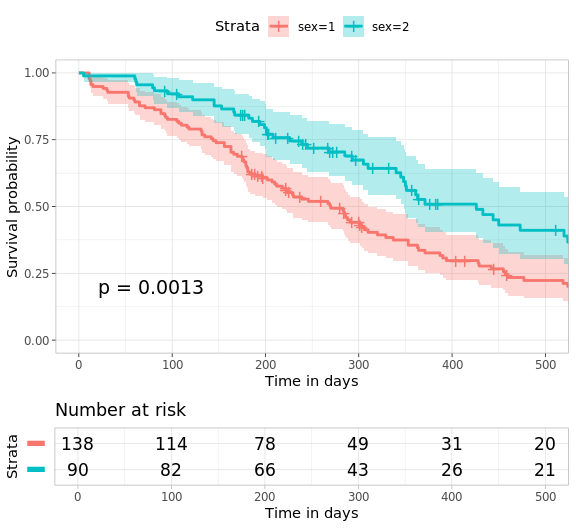 Strata sex=1 sex=2
Survival probability
1.00
0.75
0.50
0.25
0.00
p = 0.0013
0 100 200 300 400 500
Time in days
Number at risk
Strata
138 114 78 49 31 20
90 82 66 43 26 21
0 100 200 300 400 500
Time in days